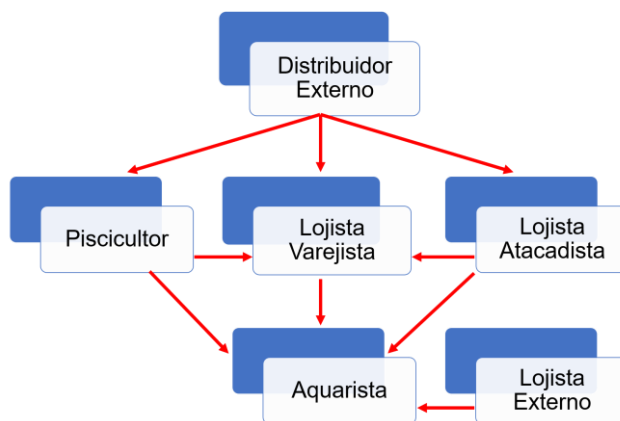 Distribuidor
Externo
Piscicultor
Lojista
Varejista
Lojista
Atacadista
Aquarista
Lojista
Externo